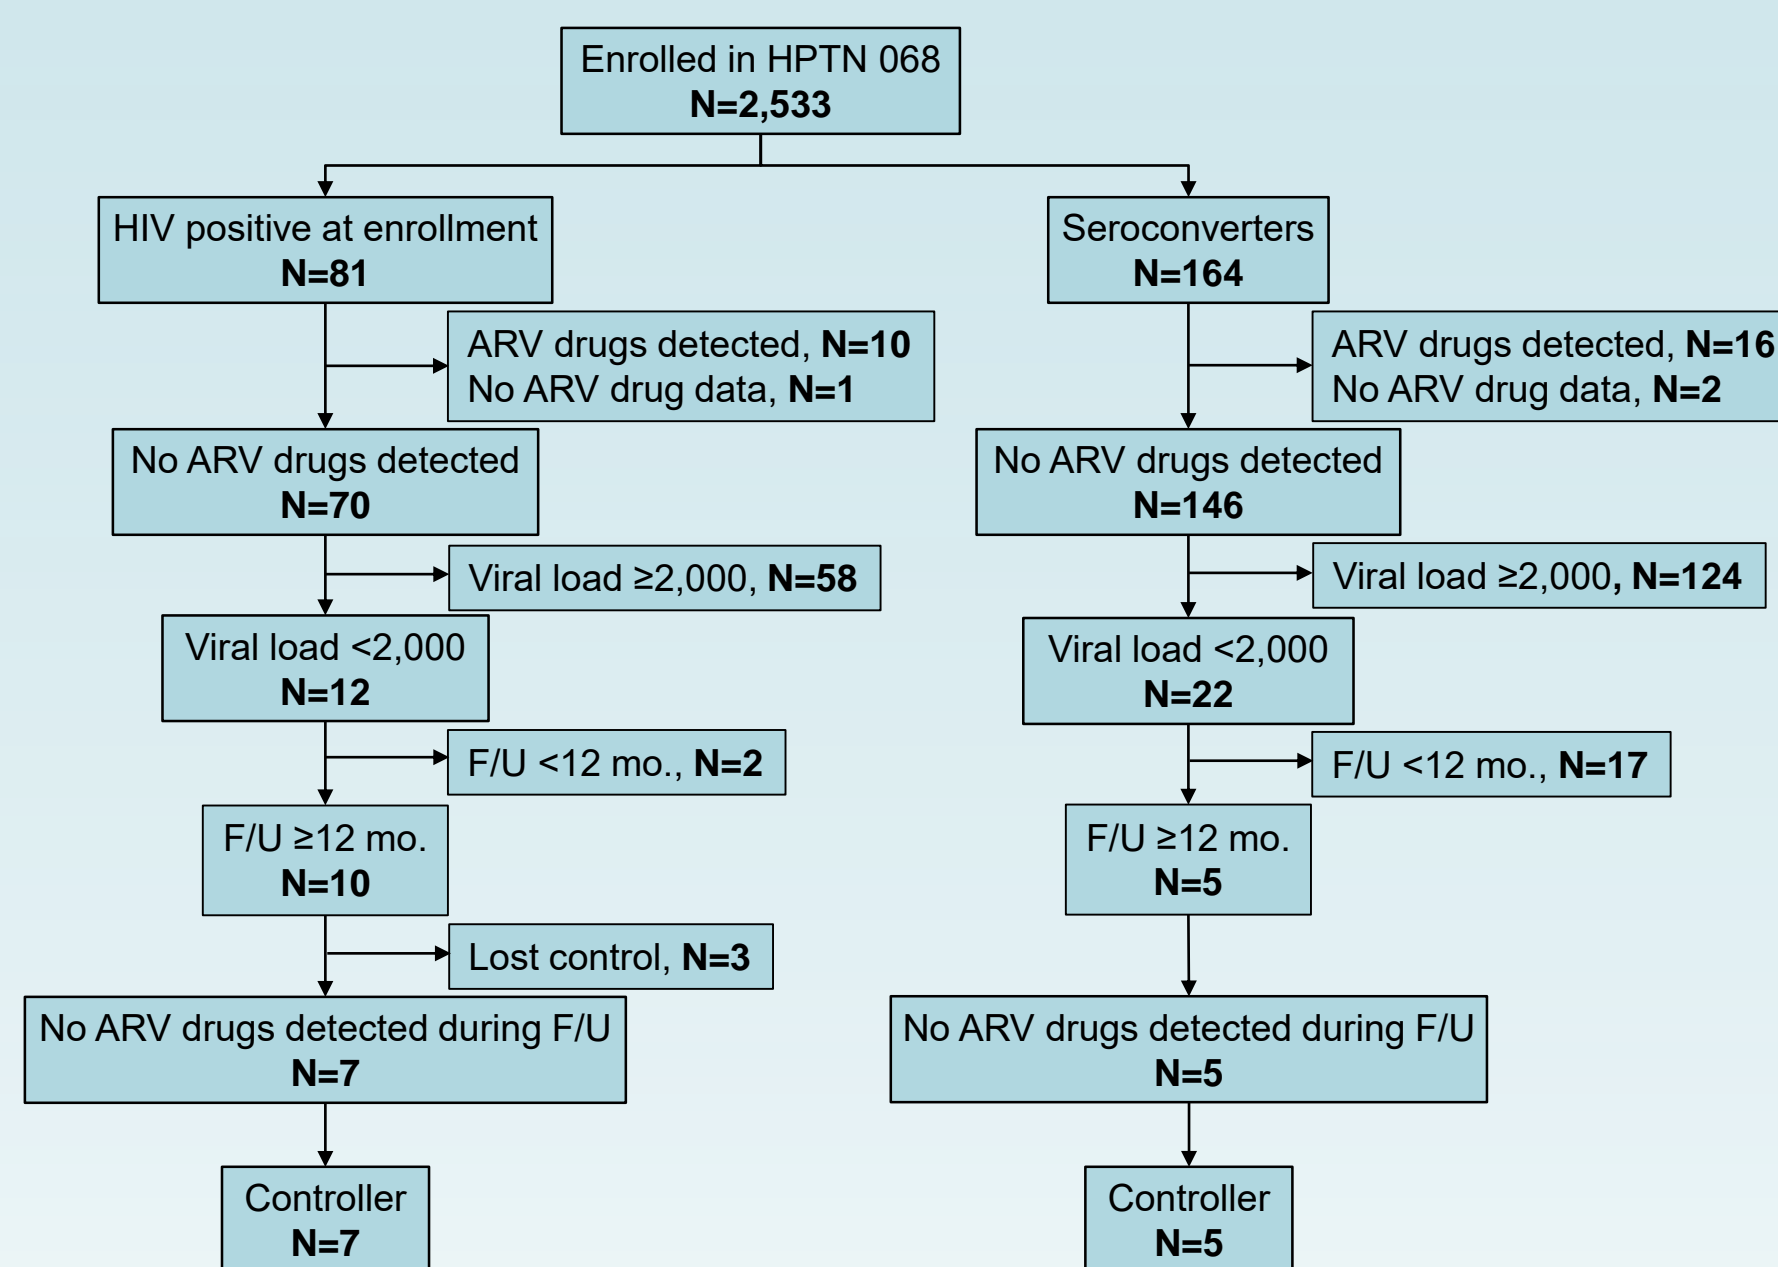 Enrolled in HPTN 068
N=2,533
HIV positive at enrollment
N=81
Seroconverters
N=164
ARV drugs detected, N=10
No ARV drug data, N=1
ARV drugs detected, N=16
No ARV drug data, N=2
No ARV drugs detected
N=70
No ARV drugs detected
N=146
Viral load ≥2,000, N=58
Viral load ≥2,000, N=124
Viral load <2,000
N=12
Viral load <2,000
N=22
F/U <12 mo., N=2
F/U <12 mo., N=17
F/U ≥12 mo.
N=10
F/U ≥12 mo.
N=5
Lost control, N=3
No ARV drugs detected during F/U
N=7
No ARV drugs detected during F/U
N=5
Controller
N=7
Controller
N=5